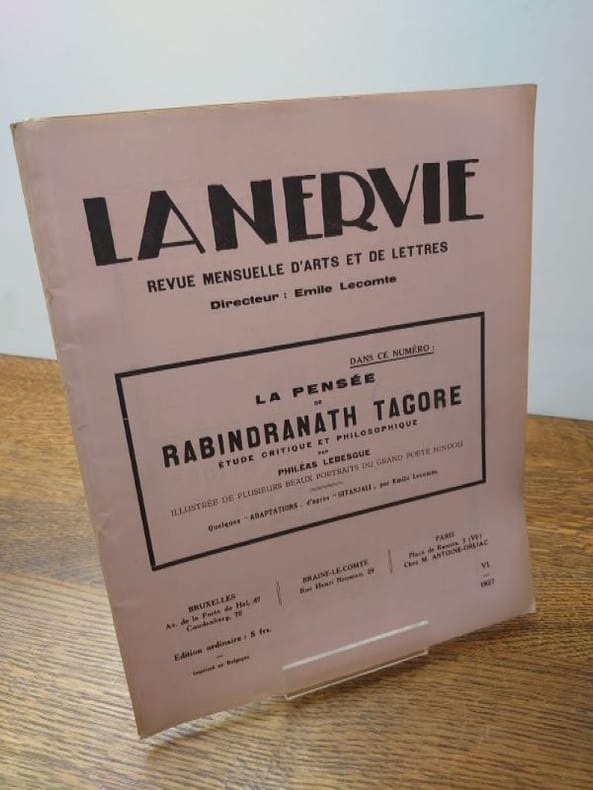 LA NERVIE
REVUE MENSUELLE D'ARTS ET DE LETTRES
Directeur : Emile Lecomte
DANS CE NUMÉRO :
LA PENSÉE
DE
RABINDRANATH TAGORE
ÉTUDE CRITIQUE ET PHILOSOPHIQUE
PAR
PHILÉAS LEBESGUE
ILLUSTRÉE DE PLUSIEURS BEAUX PORTRAITS DU GRAND POÈTE HINDOU
Quelques "ADAPTATIONS" d'après "GITANJALI" par Emile Lecomte.
BRUXELLES
Av. de la Porte de Hal, 47
Coudenberg, 70
BRAINE-LE-COMTE
Rue Henri Neuman, 29
PARIS
Place de Rennes, 3 (VI)
Chez M. ANTOINE-ORLIAC
VI
1927
Edition ordinaire : 5 frs.
Imprimé en Belgique